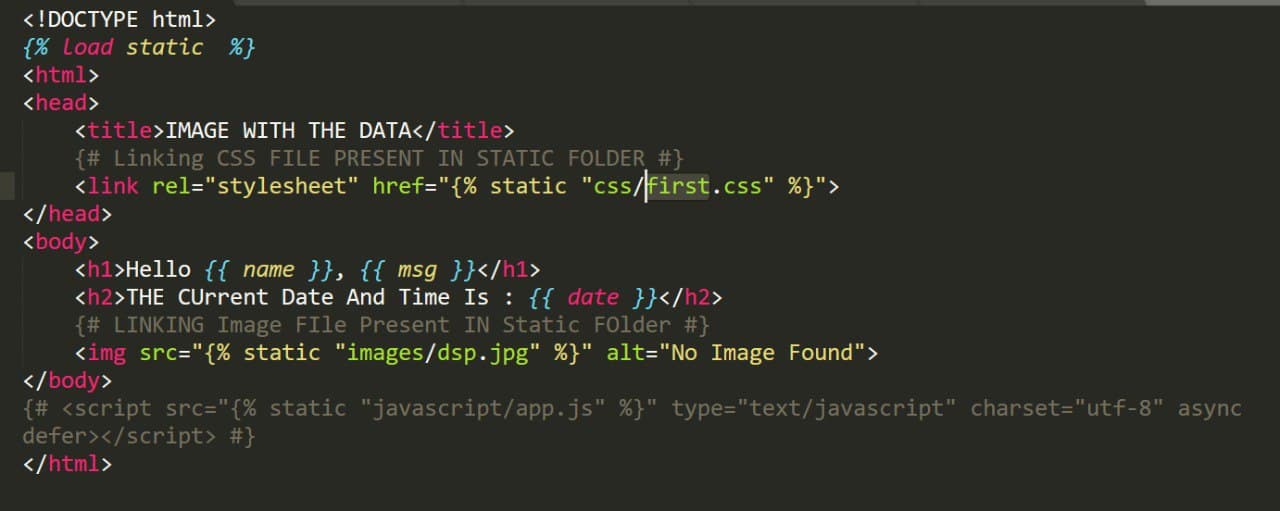 <!DOCTYPE html>
{% load static  %}
<html>
<head>
    <title>IMAGE WITH THE DATA</title>
    {# Linking CSS FILE PRESENT IN STATIC FOLDER #}
    <link rel="stylesheet" href="{% static "css/first.css" %}">
</head>
<body>
    <h1>Hello {{ name }}, {{ msg }}</h1>
    <h2>THE CUrrent Date And Time Is : {{ date }}</h2>
    {# LINKING Image FIle Present IN Static FOlder #}
    <img src="{% static "images/dsp.jpg" %}" alt="No Image Found">
</body>
{# <script src="{% static "javascript/app.js" %}" type="text/javascript" charset="utf-8" async
defer></script> #}
</html>